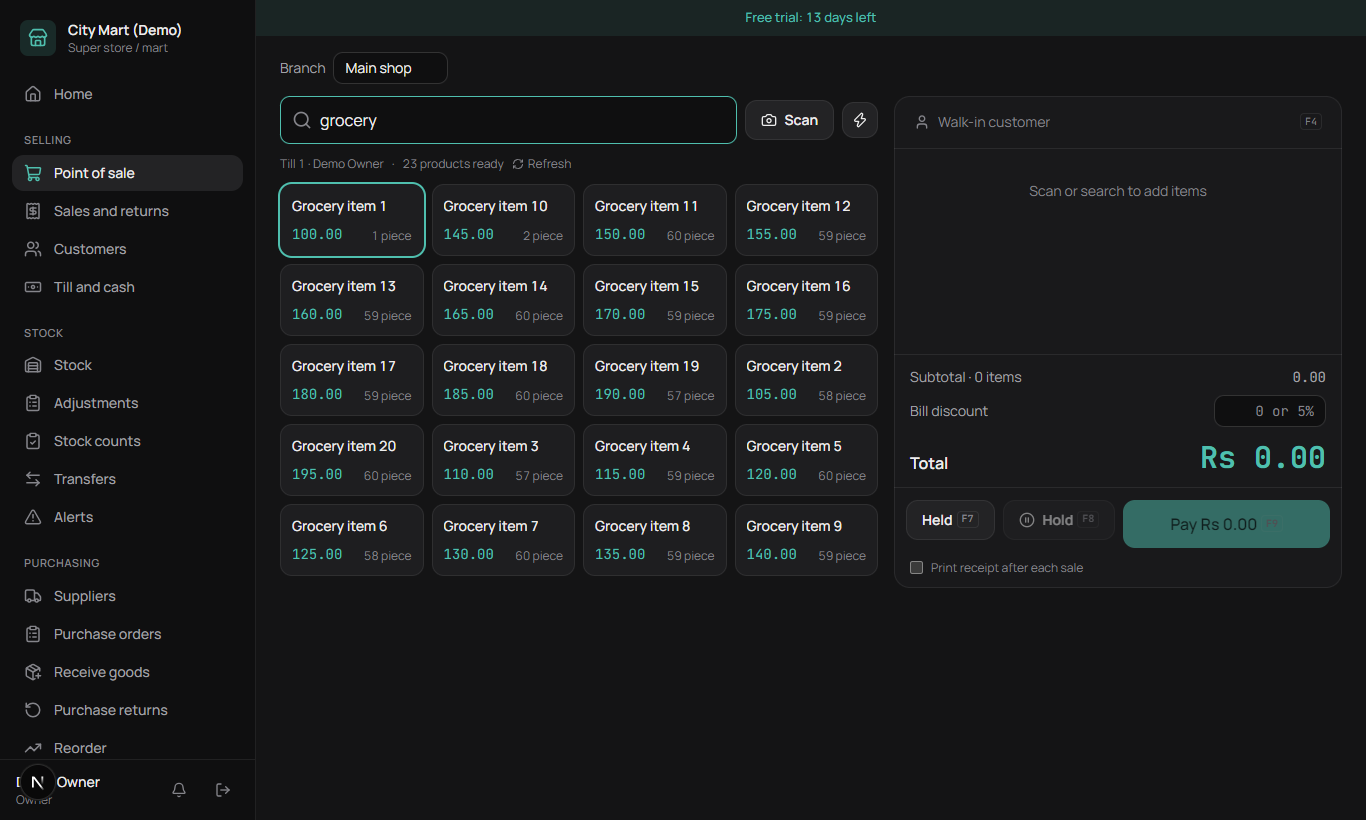 City Mart (Demo)
Super store / mart
Home
SELLING
Point of sale
Sales and returns
Customers
Till and cash
STOCK
Stock
Adjustments
Stock counts
Transfers
Alerts
PURCHASING
Suppliers
Purchase orders
Receive goods
Purchase returns
Reorder
N
Owner
Owner
Free trial: 13 days left
Branch Main shop
grocery
Scan
Till 1 · Demo Owner · 23 products ready Refresh
Grocery item 1
100.00 1 piece
Grocery item 10
145.00 2 piece
Grocery item 11
150.00 60 piece
Grocery item 12
155.00 59 piece
Grocery item 13
160.00 59 piece
Grocery item 14
165.00 60 piece
Grocery item 15
170.00 59 piece
Grocery item 16
175.00 59 piece
Grocery item 17
180.00 59 piece
Grocery item 18
185.00 60 piece
Grocery item 19
190.00 57 piece
Grocery item 2
105.00 58 piece
Grocery item 20
195.00 60 piece
Grocery item 3
110.00 57 piece
Grocery item 4
115.00 59 piece
Grocery item 5
120.00 60 piece
Grocery item 6
125.00 58 piece
Grocery item 7
130.00 60 piece
Grocery item 8
135.00 59 piece
Grocery item 9
140.00 59 piece
Walk-in customer F4
Scan or search to add items
Subtotal · 0 items 0.00
Bill discount 0 or 5%
Total Rs 0.00
Held F7 Hold F8 Pay Rs 0.00
Print receipt after each sale